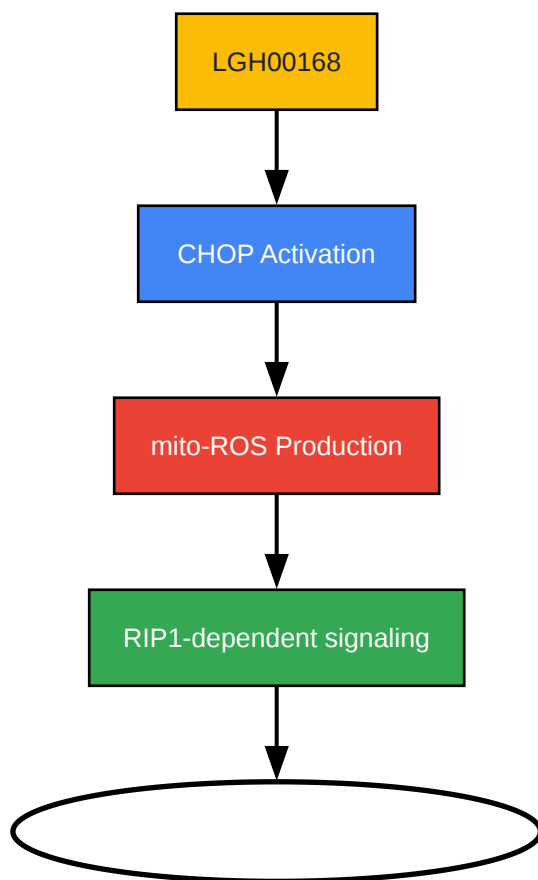 LGH00168
CHOP Activation
mito-ROS Production
RIP1-dependent signaling